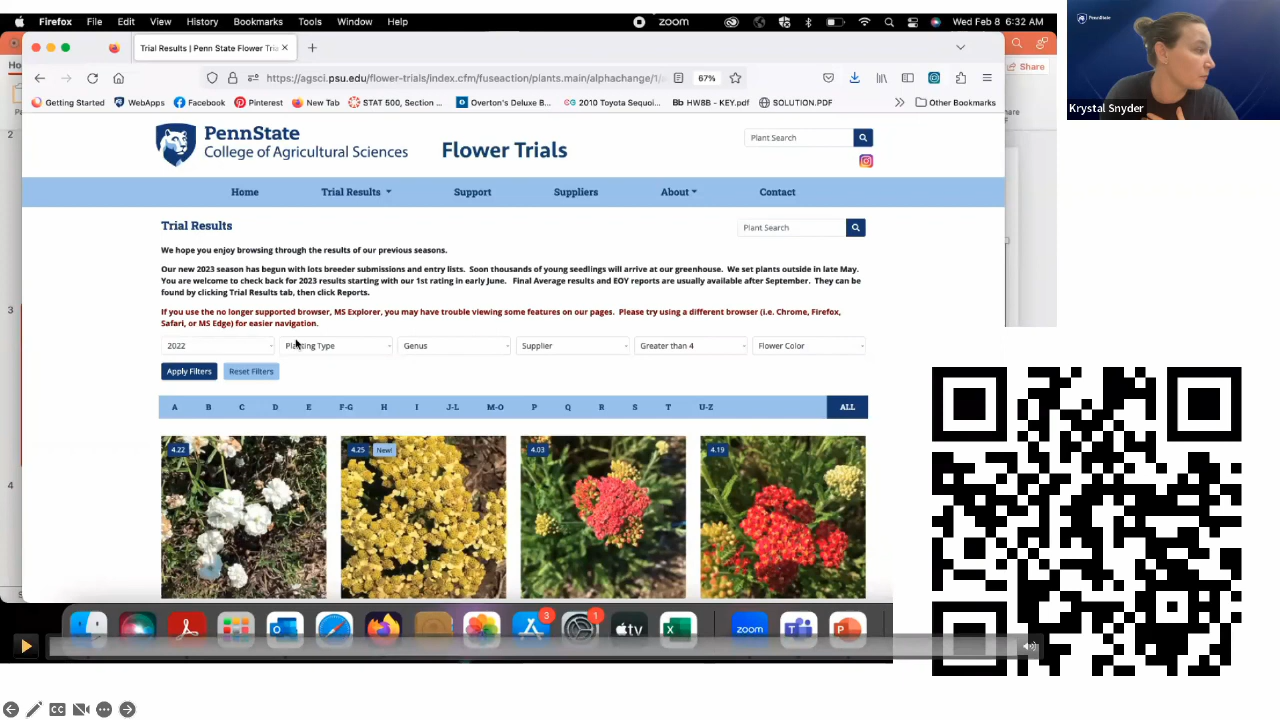 Firefox File Edit View History Bookmarks Tools Window Help zoom Wed Feb 8 6:32 AM
Trial Results | Penn State Flower Tria
Share
https://agsci.psu.edu/flower-trials/index.cfm/fuseaction/plants.main/alphachange/1/ 67%
Getting Started WebApps Facebook Pinterest New Tab STAT 500, Section ... Overton's Deluxe B... 2010 Toyota Sequoi... Bb HW8B - KEY.pdf SOLUTION.PDF Other Bookmarks
Krystal Snyder
PennState
PennState
College of Agricultural Sciences
Flower Trials
Plant Search
Home Trial Results Support Suppliers About Contact
Trial Results
Plant Search
We hope you enjoy browsing through the results of our previous seasons.
Our new 2023 season has begun with lots breeder submissions and entry lists. Soon thousands of young seedlings will arrive at our greenhouse. We set plants outside in late May.
You are welcome to check back for 2023 results starting with our 1st rating in early June. Final Average results and EOY reports are usually available after September. They can be
found by clicking Trial Results tab, then click Reports.
If you use the no longer supported browser, MS Explorer, you may have trouble viewing some features on our pages. Please try using a different browser (i.e. Chrome, Firefox,
Safari, or MS Edge) for easier navigation.
2022 Planting Type Genus Supplier Greater than 4 Flower Color
Apply Filters Reset Filters
A B C D E F-G H I J-L M-O P Q R S T U-Z ALL
4.22 4.25 New! 4.03 4.19
2
3
4
3 1
tv zoom